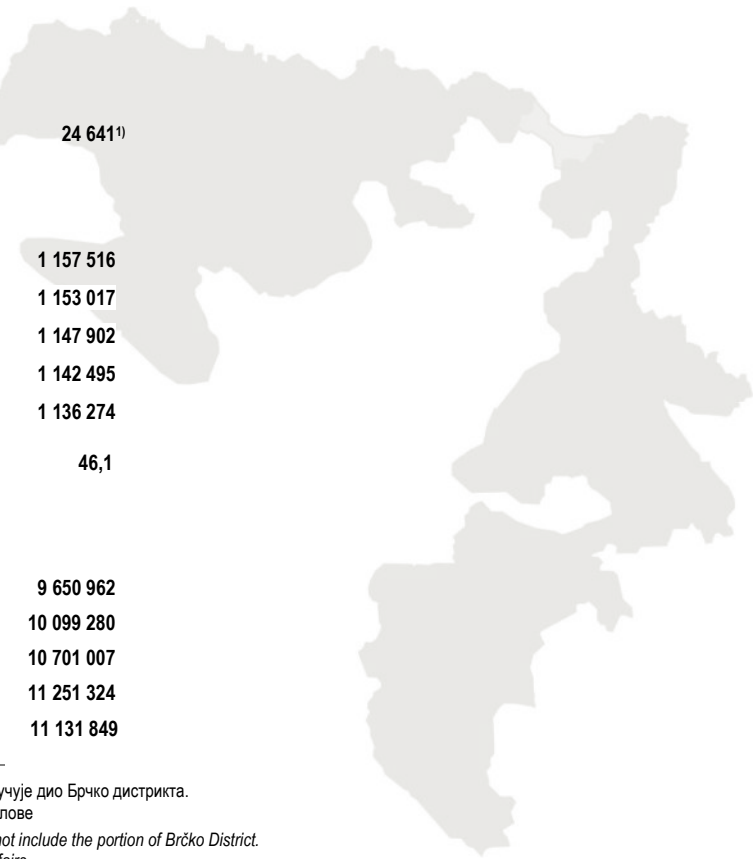 24 641¹⁾
1 157 516
1 153 017
1 147 902
1 142 495
1 136 274
46,1
9 650 962
10 099 280
10 701 007
11 251 324
11 131 849
дио Брчко дистрикта.
not include the portion of Brčko District.